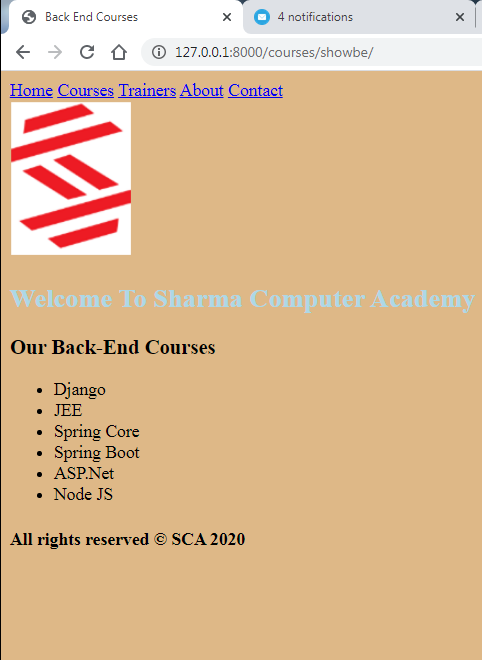 Back End Courses
4 notifications
127.0.0.1:8000/courses/showbe/
Home Courses Trainers About Contact
Welcome To Sharma Computer Academy
Our Back-End Courses
Django
JEE
Spring Core
Spring Boot
ASP.Net
Node JS
All rights reserved © SCA 2020